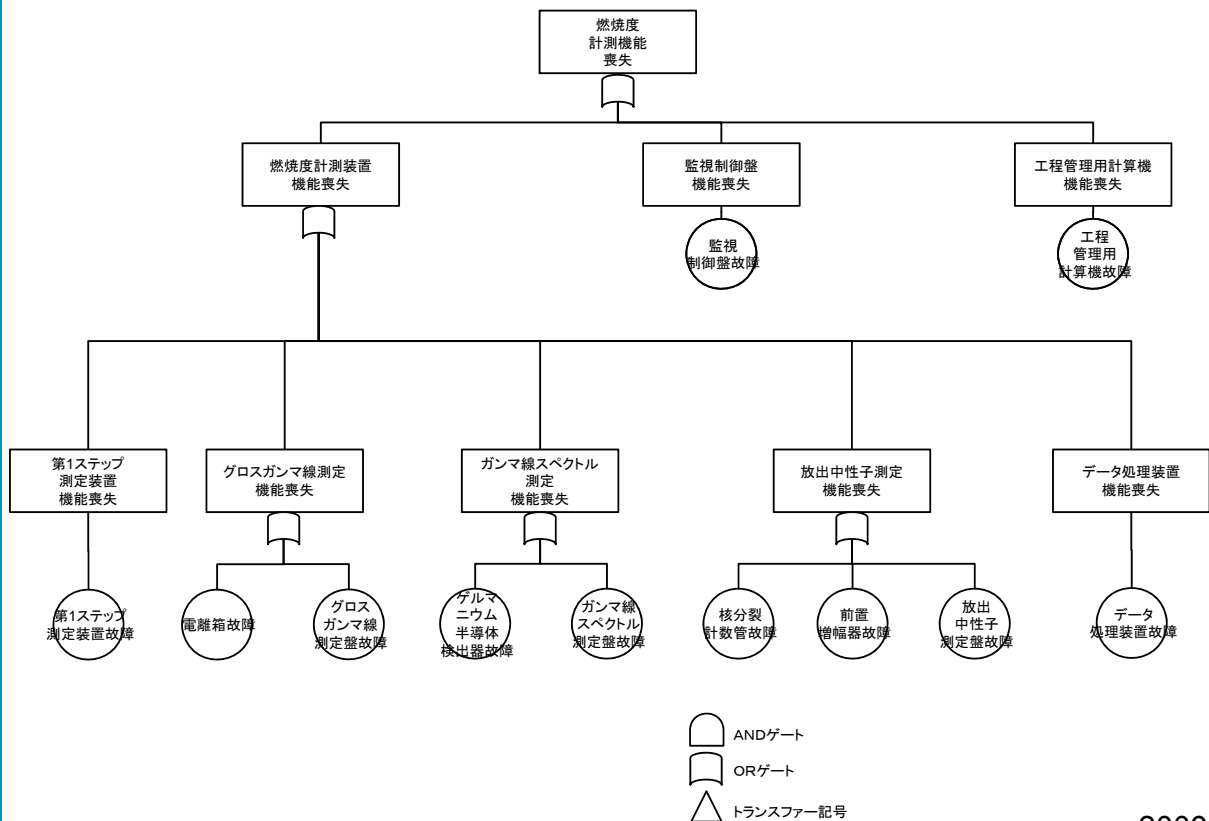 燃焼度
計測機能
喪失
燃焼度計測装置
機能喪失
監視制御盤
機能喪失
工程管理用計算機
機能喪失
監視
制御盤故障
工程
管理用
計算機故障
第1ステップ
測定装置
機能喪失
グロスガンマ線測定
機能喪失
ガンマ線スペクトル
測定
機能喪失
放出中性子測定
機能喪失
データ処理装置
機能喪失
第1ステップ
測定装置故障
電離箱故障
グロス
ガンマ線
測定盤故障
ゲルマ
ニウム
半導体
検出器故障
ガンマ線
スペクトル
測定盤故障
核分裂
計数管故障
前置
増幅器故障
放出
中性子
測定盤故障
データ
処理装置故障
ANDゲート
ORゲート
トランスファー記号